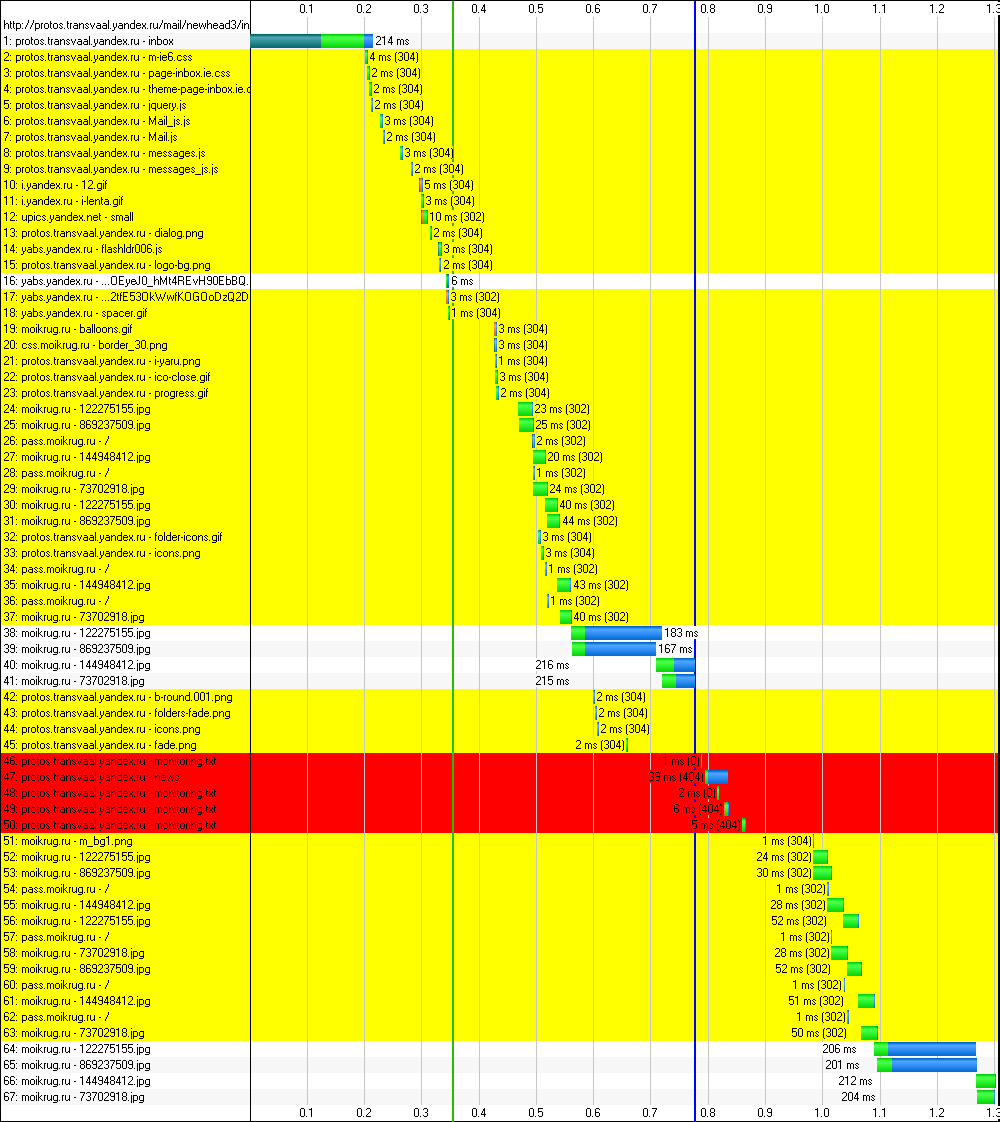 0.1 0.2 0.3 0.4 0.5 0.6 0.7 0.8 0.9 1.0 1.1 1.2 1.3
http://protos.transvaal.yandex.ru/mail/newhead3/in
1: protos.transvaal.yandex.ru - inbox 214 ms
2: protos.transvaal.yandex.ru - m-ie6.css 4 ms (304)
3: protos.transvaal.yandex.ru - page-inbox.ie.css 2 ms (304)
4: protos.transvaal.yandex.ru - theme-page-inbox.ie.c 2 ms (304)
5: protos.transvaal.yandex.ru - jquery.js 2 ms (304)
6: protos.transvaal.yandex.ru - Mail_js.js 3 ms (304)
7: protos.transvaal.yandex.ru - Mail.js 2 ms (304)
8: protos.transvaal.yandex.ru - messages.js 3 ms (304)
9: protos.transvaal.yandex.ru - messages_js.js 2 ms (304)
10: i.yandex.ru - 12.gif 5 ms (304)
11: i.yandex.ru - i-lenta.gif 3 ms (304)
12: upics.yandex.net - small 10 ms (302)
13: protos.transvaal.yandex.ru - dialog.png 2 ms (304)
14: yabs.yandex.ru - flashldr006.js 3 ms (304)
15: protos.transvaal.yandex.ru - logo-bg.png 2 ms (304)
16: yabs.yandex.ru - ...OEyeJ0_hMt4REvH90EbBQ. 6 ms
17: yabs.yandex.ru - ...2tfE53OkWwfKOGOoDzQ2D 3 ms (302)
18: yabs.yandex.ru - spacer.gif 1 ms (304)
19: moikrug.ru - balloons.gif 3 ms (304)
20: css.moikrug.ru - border_30.png 3 ms (304)
21: protos.transvaal.yandex.ru - i-yaru.png 1 ms (304)
22: protos.transvaal.yandex.ru - ico-close.gif 3 ms (304)
23: protos.transvaal.yandex.ru - progress.gif 2 ms (304)
24: moikrug.ru - 122275155.jpg 23 ms (302)
25: moikrug.ru - 869237509.jpg 25 ms (302)
26: pass.moikrug.ru - / 2 ms (302)
27: moikrug.ru - 144948412.jpg 20 ms (302)
28: pass.moikrug.ru - / 1 ms (302)
29: moikrug.ru - 73702918.jpg 24 ms (302)
30: moikrug.ru - 122275155.jpg 40 ms (302)
31: moikrug.ru - 869237509.jpg 44 ms (302)
32: protos.transvaal.yandex.ru - folder-icons.gif 3 ms (304)
33: protos.transvaal.yandex.ru - icons.png 3 ms (304)
34: pass.moikrug.ru - / 1 ms (302)
35: moikrug.ru - 144948412.jpg 43 ms (302)
36: pass.moikrug.ru - / 1 ms (302)
37: moikrug.ru - 73702918.jpg 40 ms (302)
38: moikrug.ru - 122275155.jpg 183 ms
39: moikrug.ru - 869237509.jpg 167 ms
40: moikrug.ru - 144948412.jpg 216 ms
41: moikrug.ru - 73702918.jpg 215 ms
42: protos.transvaal.yandex.ru - b-round.001.png 2 ms (304)
43: protos.transvaal.yandex.ru - folders-fade.png 2 ms (304)
44: protos.transvaal.yandex.ru - icons.png 2 ms (304)
45: protos.transvaal.yandex.ru - fade.png 2 ms (304)
46: protos.transvaal.yandex.ru - monitoring.txt 1 ms (0)
47: protos.transvaal.yandex.ru - news 39 ms (404)
48: protos.transvaal.yandex.ru - monitoring.txt 2 ms (0)
49: protos.transvaal.yandex.ru - monitoring.txt 6 ms (404)
50: protos.transvaal.yandex.ru - monitoring.txt 5 ms (404)
51: moikrug.ru - m_bg1.png 1 ms (304)
52: moikrug.ru - 122275155.jpg 24 ms (302)
53: moikrug.ru - 869237509.jpg 30 ms (302)
54: pass.moikrug.ru - / 1 ms (302)
55: moikrug.ru - 144948412.jpg 28 ms (302)
56: moikrug.ru - 122275155.jpg 52 ms (302)
57: pass.moikrug.ru - / 1 ms (302)
58: moikrug.ru - 73702918.jpg 28 ms (302)
59: moikrug.ru - 869237509.jpg 52 ms (302)
60: pass.moikrug.ru - / 1 ms (302)
61: moikrug.ru - 144948412.jpg 51 ms (302)
62: pass.moikrug.ru - / 1 ms (302)
63: moikrug.ru - 73702918.jpg 50 ms (302)
64: moikrug.ru - 122275155.jpg 206 ms
65: moikrug.ru - 869237509.jpg 201 ms
66: moikrug.ru - 144948412.jpg 212 ms
67: moikrug.ru - 73702918.jpg 204 ms
0.1 0.2 0.3 0.4 0.5 0.6 0.7 0.8 0.9 1.0 1.1 1.2 1.3